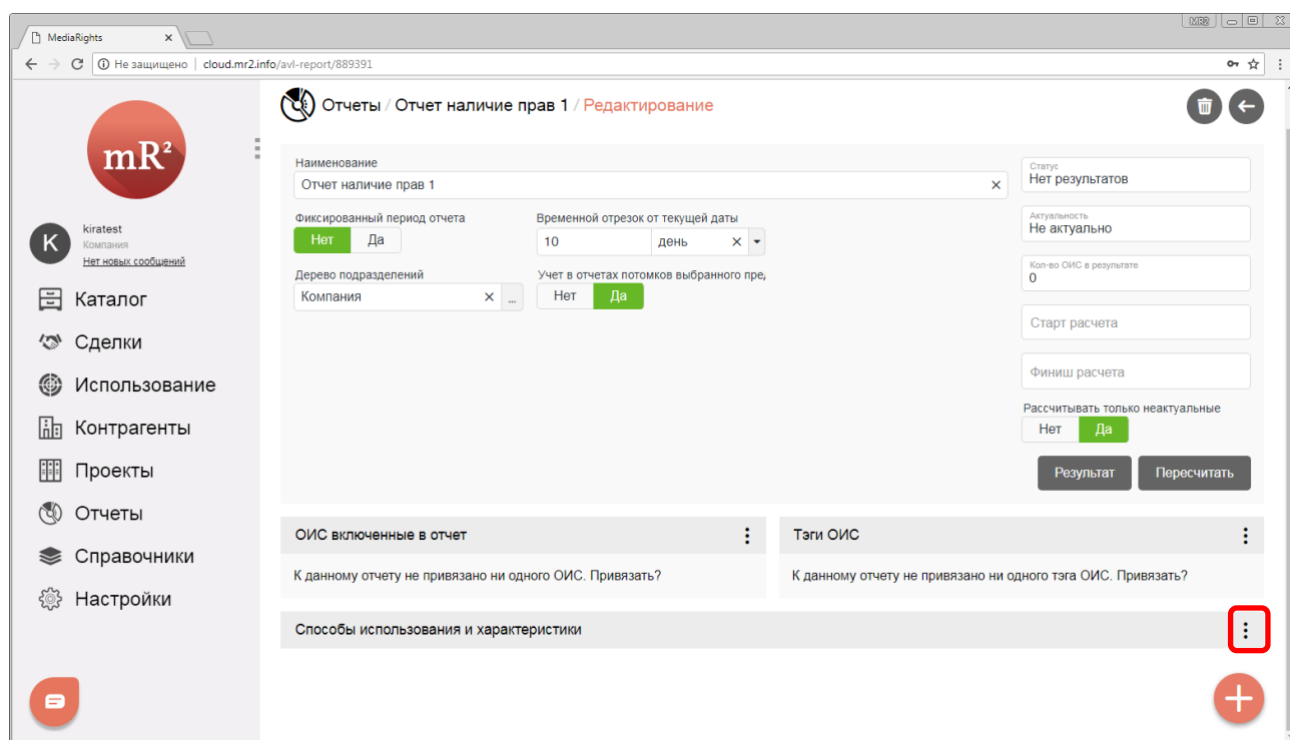 MR2
MediaRights
Не защищено | cloud.mr2.info/avl-report/889391
mR²
Отчеты / Отчет наличие прав 1 / Редактирование
Наименование
Отчет наличие прав 1
Статус
Нет результатов
Фиксированный период отчета
Временной отрезок от текущей даты
Нет Да
10 день
Актуальность
Не актуально
K
kiratest
Компания
Нет новых сообщений
Дерево подразделений
Учет в отчетах потомков выбранного пред
Компания ...
Нет Да
Кол-во ОИС в результате
0
Каталог
Сделки
Использование
Контрагенты
Проекты
Отчеты
Справочники
Настройки
Старт расчета
Финиш расчета
Рассчитывать только неактуальные
Нет Да
Результат Пересчитать
ОИС включенные в отчет
Тэги ОИС
К данному отчету не привязано ни одного ОИС. Привязать?
К данному отчету не привязано ни одного тэга ОИС. Привязать?
Способы использования и характеристики